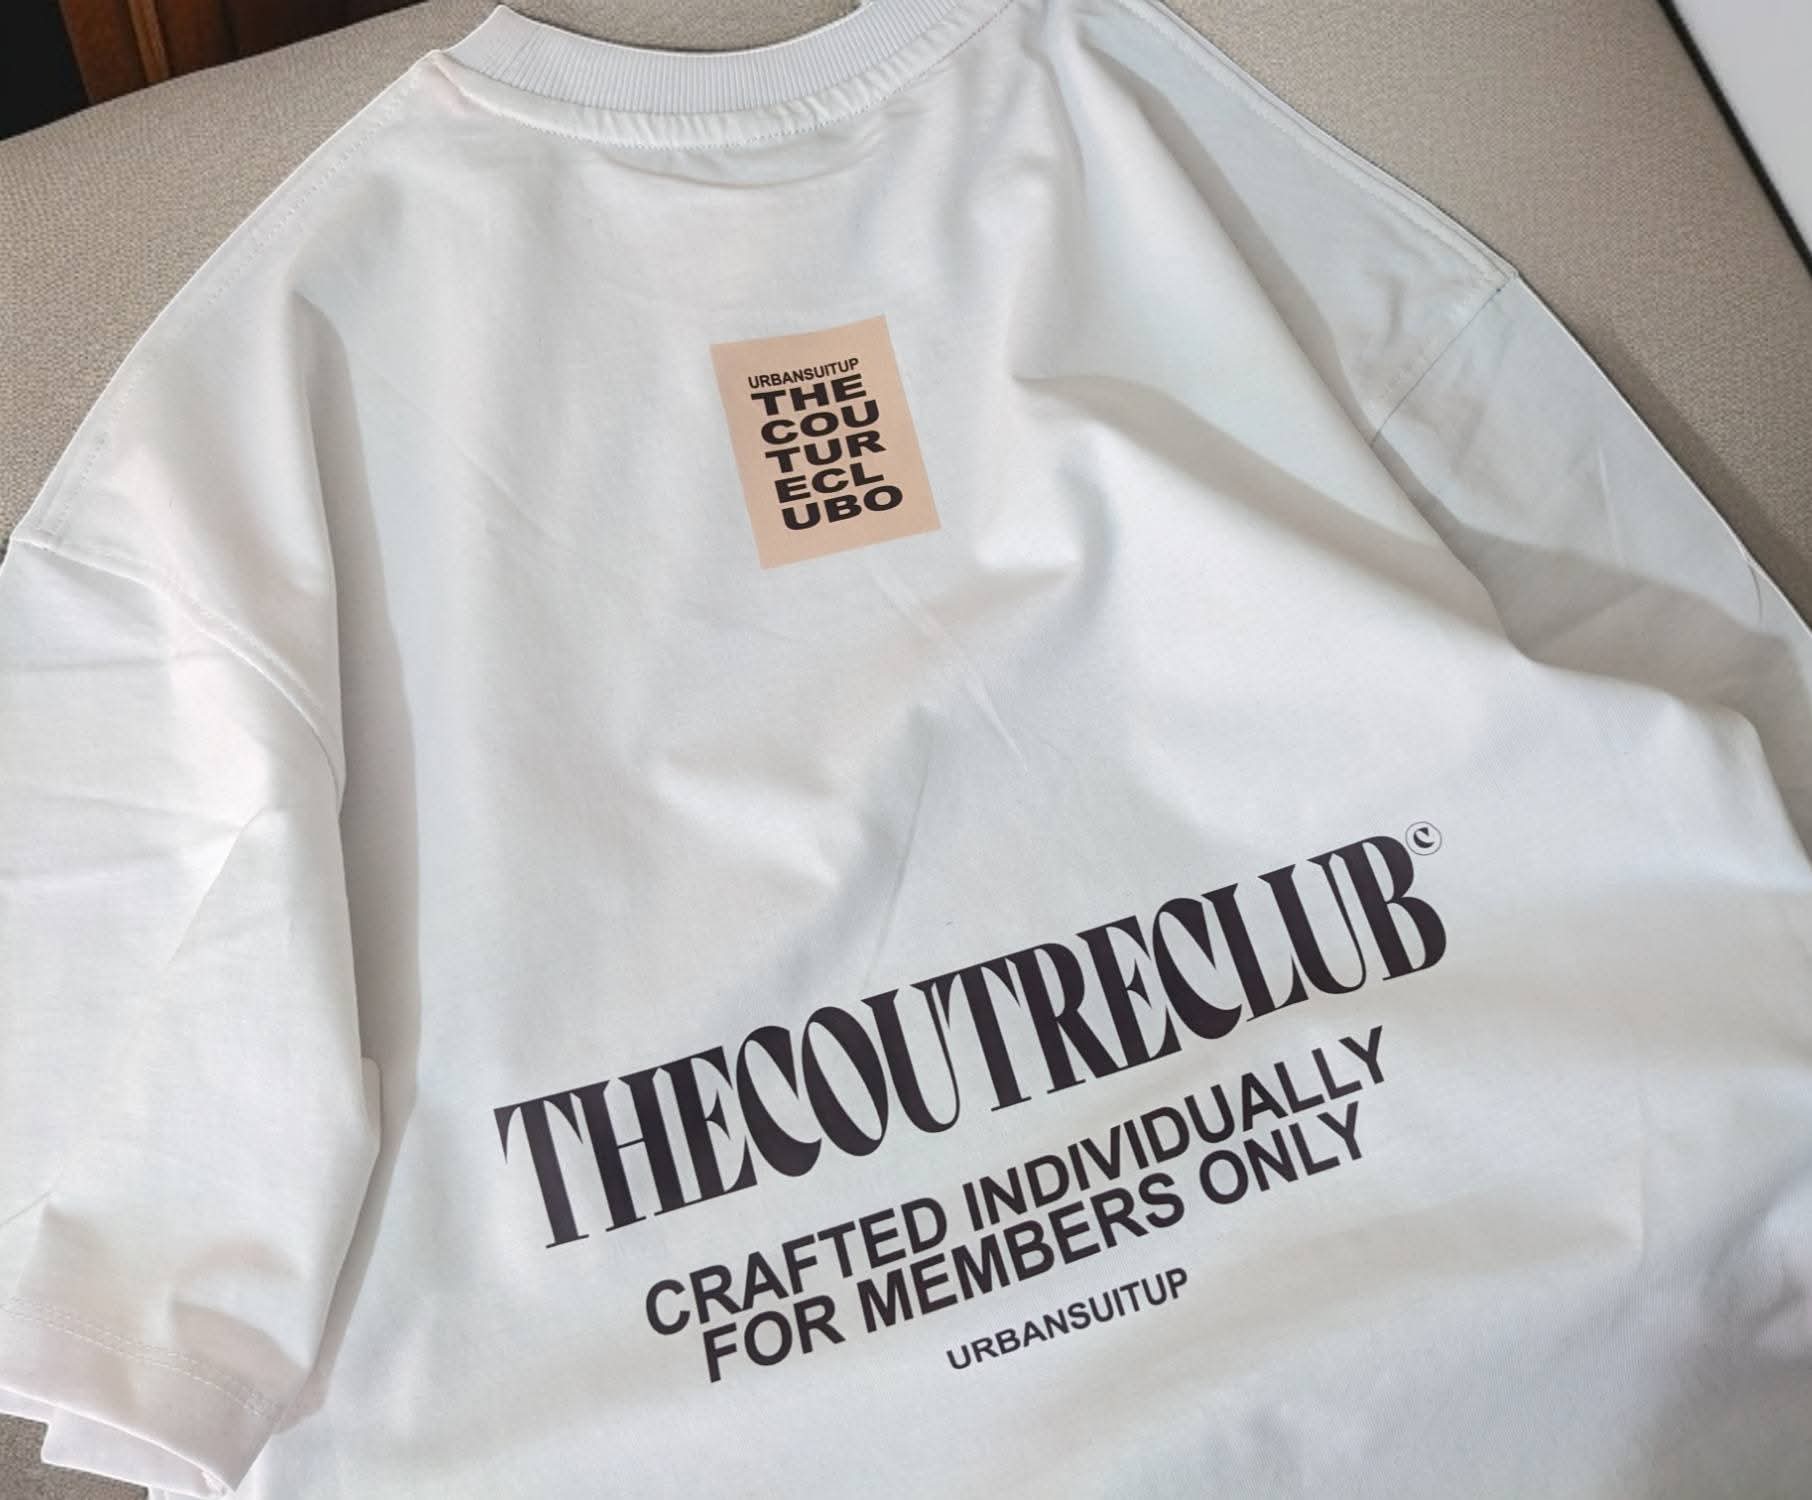 URBANSUITUP
THE
COU
TUR
ECL
UBO
THECOUTRECLUB©
CRAFTED INDIVIDUALLY
FOR MEMBERS ONLY
URBANSUITUP